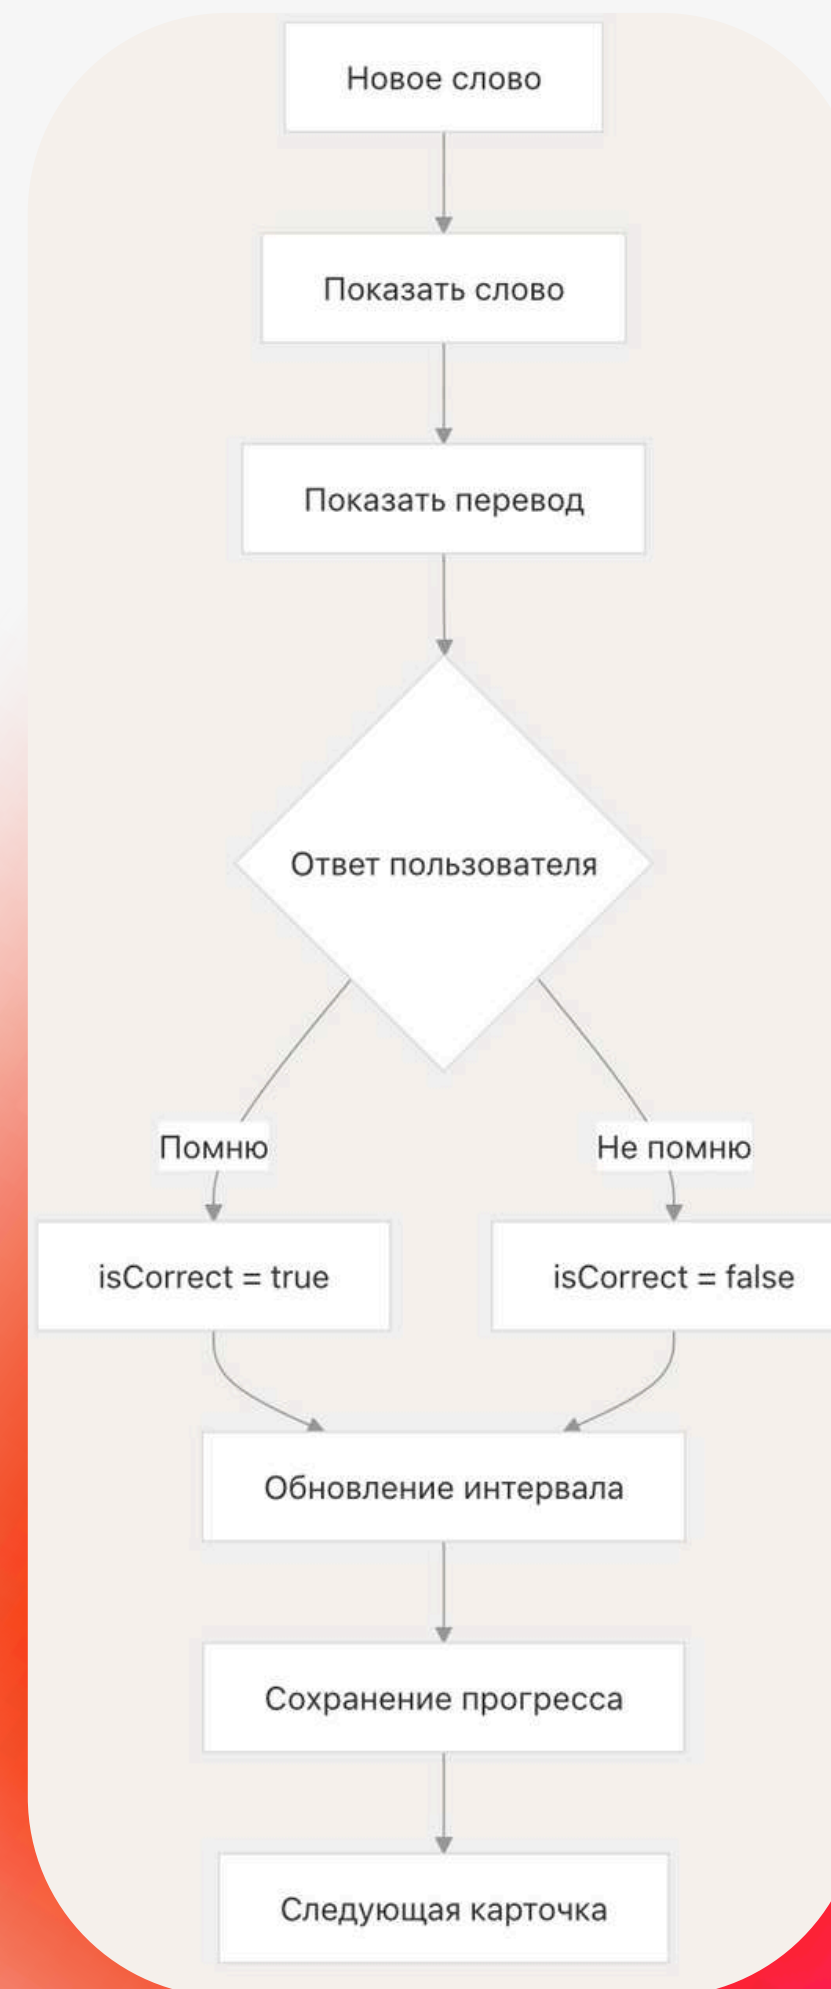 Новое слово
Показать слово
Показать перевод
Ответ пользователя
Помню
Не помню
isCorrect = true
isCorrect = false
Обновление интервала
Сохранение прогресса
Следующая карточка